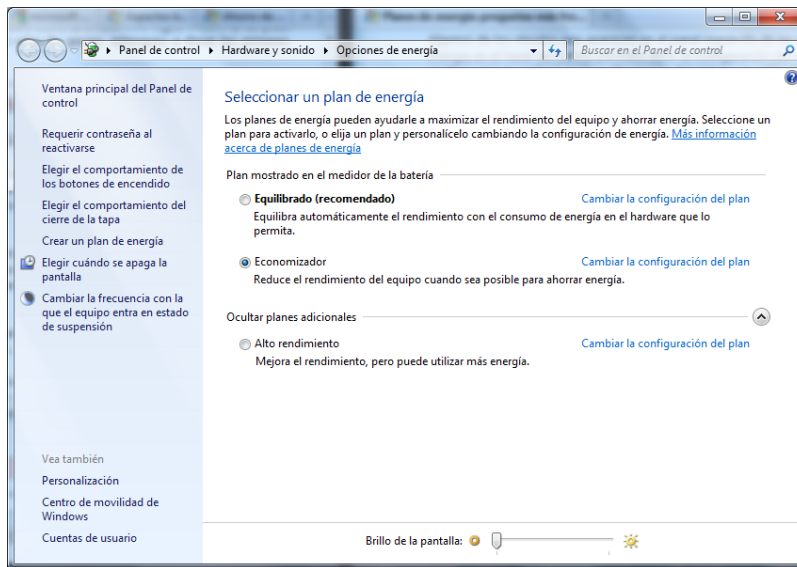 Panel de control ▸ Hardware y sonido ▸ Opciones de energía
Buscar en el Panel de control
Ventana principal del Panel de
control
Requerir contraseña al
reactivarse
Elegir el comportamiento de
los botones de encendido
Elegir el comportamiento del
cierre de la tapa
Crear un plan de energía
Elegir cuándo se apaga la
pantalla
Cambiar la frecuencia con la
que el equipo entra en estado
de suspensión
Vea también
Personalización
Centro de movilidad de
Windows
Cuentas de usuario
Seleccionar un plan de energía
Los planes de energía pueden ayudarle a maximizar el rendimiento del equipo y ahorrar energía. Seleccione un
plan para activarlo, o elija un plan y personalícelo cambiando la configuración de energía. Más información
acerca de planes de energía
Plan mostrado en el medidor de la batería
Equilibrado (recomendado) Cambiar la configuración del plan
Equilibra automáticamente el rendimiento con el consumo de energía en el hardware que lo
permita.
Economizador Cambiar la configuración del plan
Reduce el rendimiento del equipo cuando sea posible para ahorrar energía.
Ocultar planes adicionales
Alto rendimiento Cambiar la configuración del plan
Mejora el rendimiento, pero puede utilizar más energía.
Brillo de la pantalla: